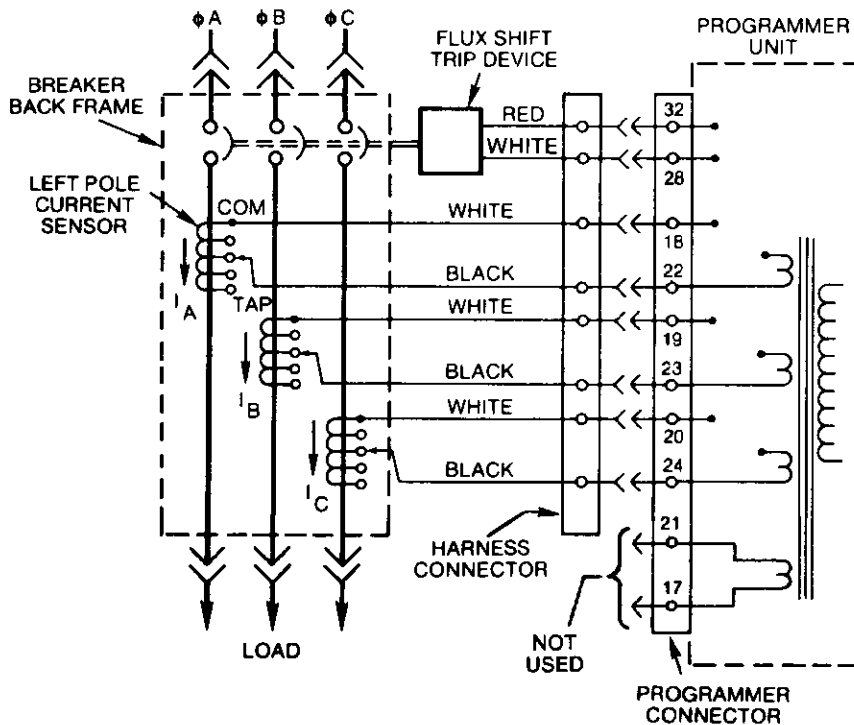 ϕA ϕB ϕC
FLUX SHIFT
TRIP DEVICE
PROGRAMMER
UNIT
BREAKER
BACK FRAME
RED
32
WHITE
28
LEFT POLE
CURRENT
SENSOR
COM
WHITE
18
BLACK
22
I A
TAP
WHITE
19
BLACK
23
I B
WHITE
20
BLACK
24
I C
21
HARNESS
CONNECTOR
17
NOT
USED
LOAD
PROGRAMMER
CONNECTOR